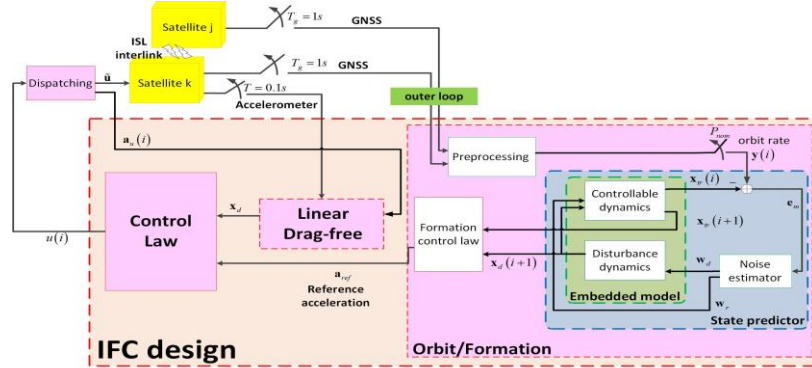 Satellite j
T_g = 1s
GNSS
ISL
interlink
Satellite k
T_g = 1s
GNSS
Dispatching
ũ
T = 0.1s
Accelerometer
outer loop
a_u(i)
Preprocessing
P_nom
orbit rate
y(i)
x_w(i)
−
e_m
Controllable
dynamics
x_w(i+1)
Control
Law
x_d
Linear
Drag-free
Formation
control law
x_d(i+1)
Disturbance
dynamics
w_d
Noise
estimator
u(i)
a_ref
Reference
acceleration
Embedded model
w_r
State predictor
IFC design
Orbit/Formation